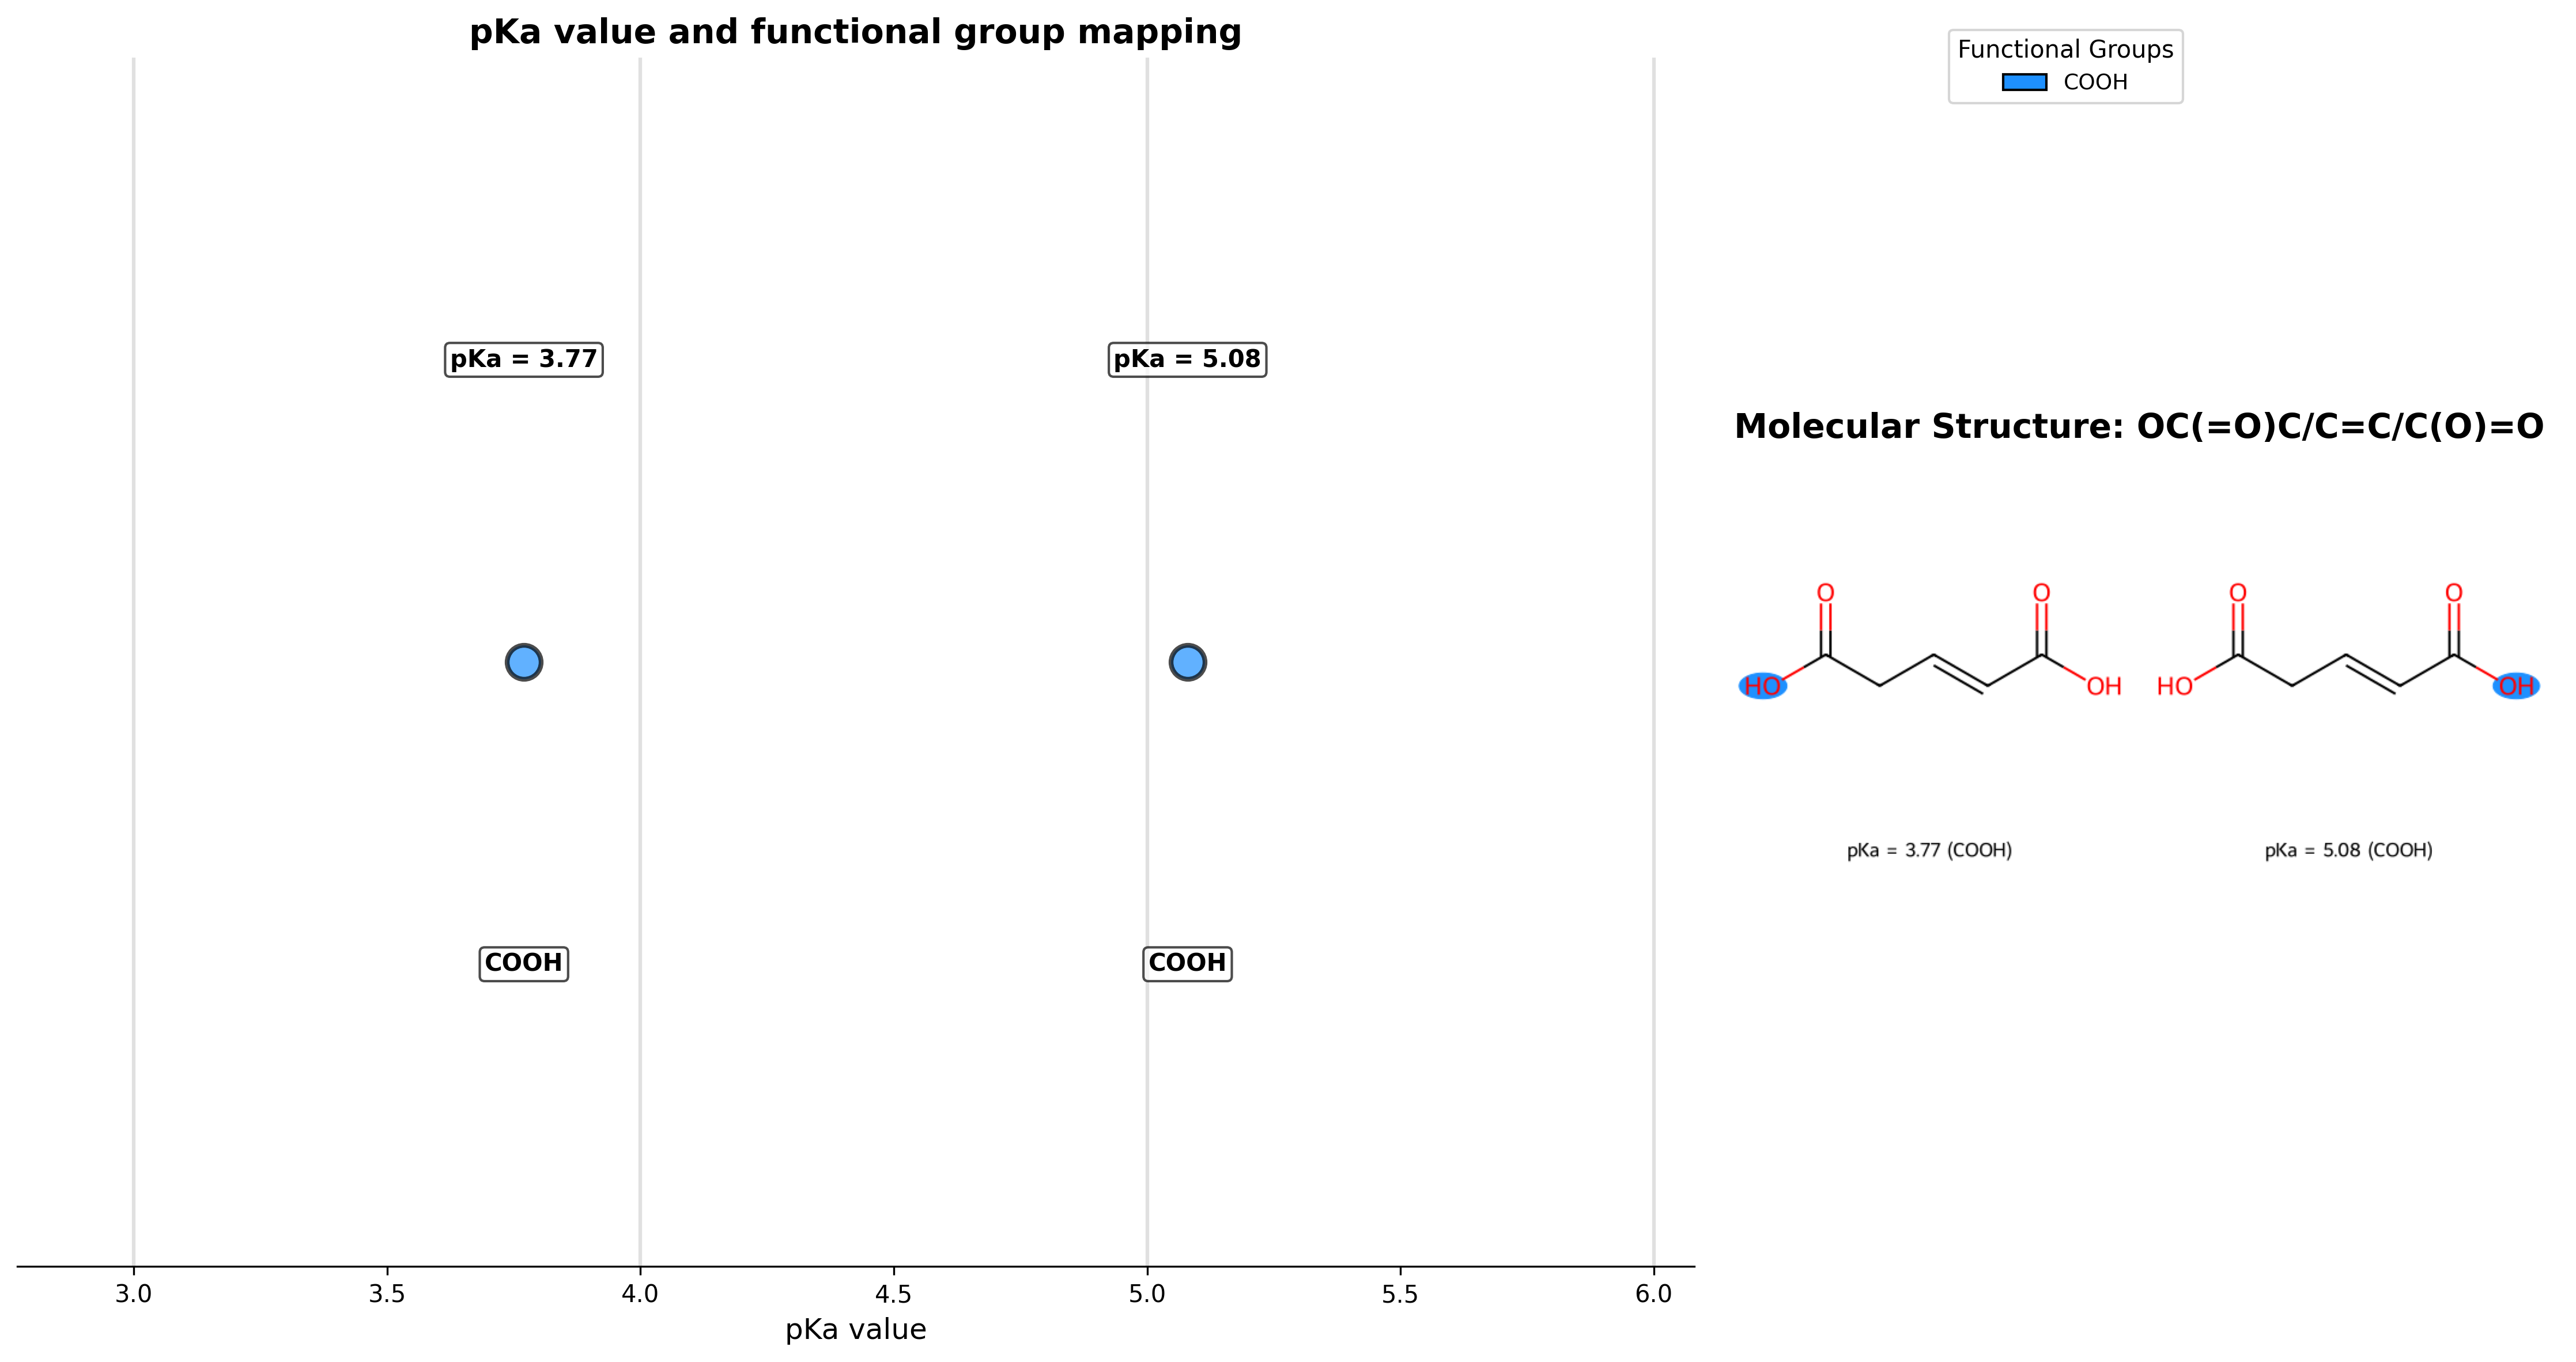 pKa value and functional group mapping
Functional Groups
COOH
pKa = 3.77
pKa = 5.08
Molecular Structure: OC(=O)C/C=C/C(O)=O
O
O
O
O
HO
OH
HO
OH
pKa = 3.77 (COOH)
pKa = 5.08 (COOH)
COOH
COOH
3.0
3.5
4.0
4.5
5.0
5.5
6.0
pKa value